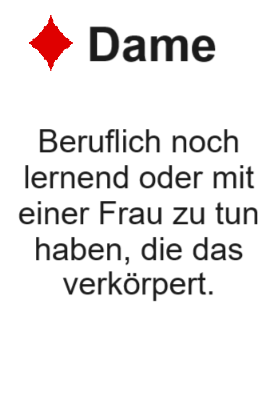 Dame
Beruflich noch
lernend oder mit
einer Frau zu tun
haben, die das
verkörpert.